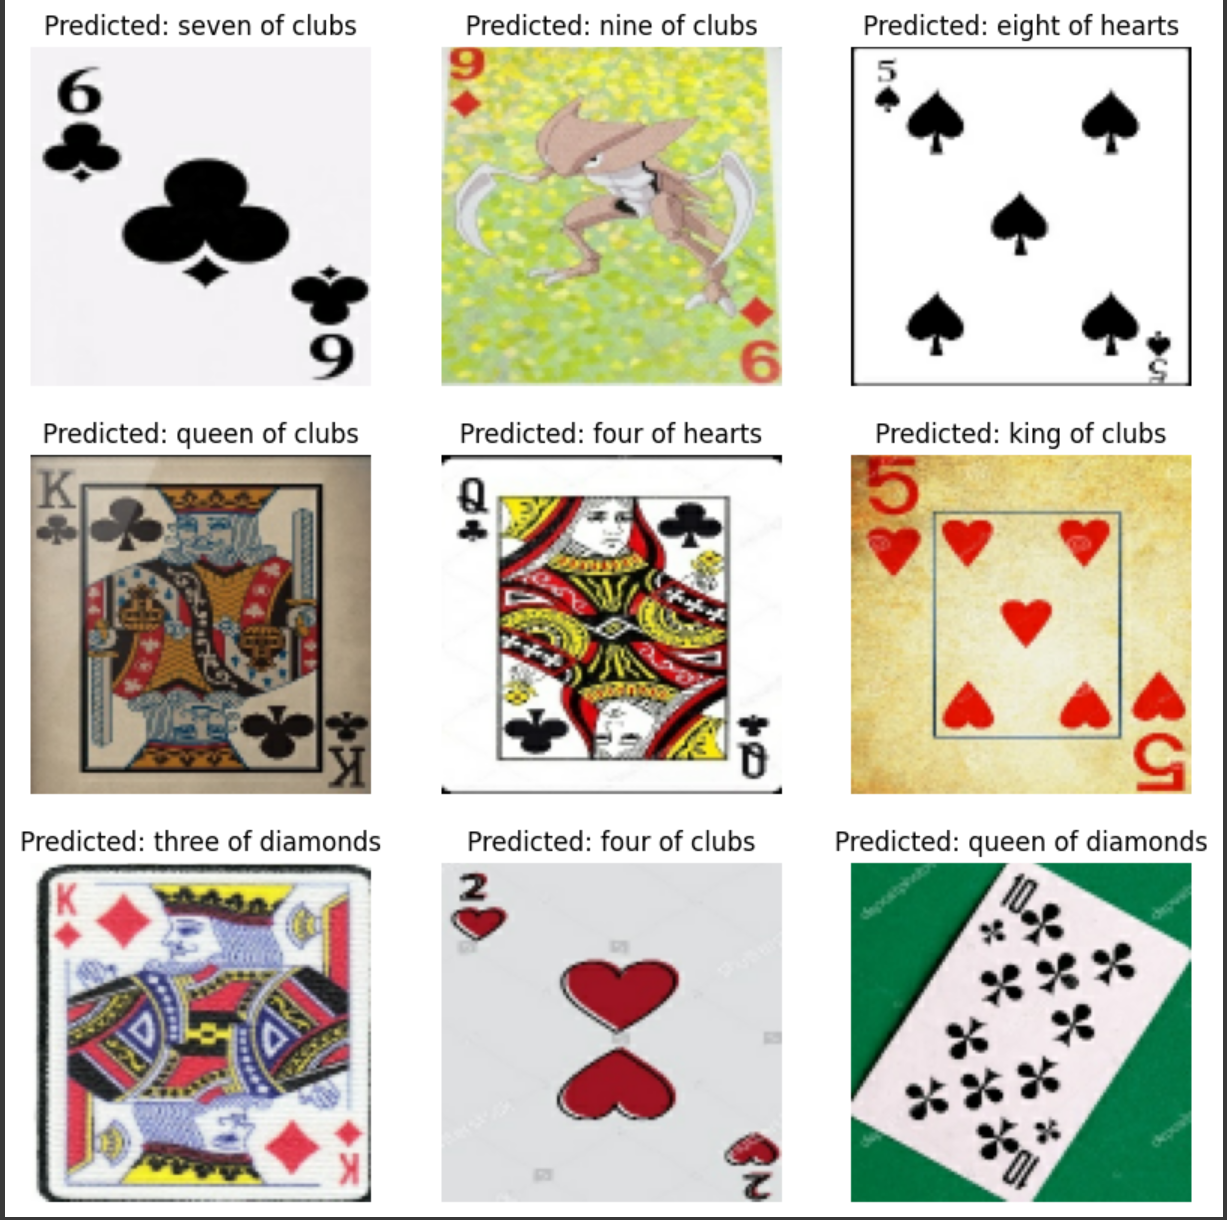 Predicted: seven of clubs
Predicted: nine of clubs
Predicted: eight of hearts
6
6
9
9
5
5
Predicted: queen of clubs
Predicted: four of hearts
Predicted: king of clubs
K
K
Q
Q
5
5
Predicted: three of diamonds
Predicted: four of clubs
Predicted: queen of diamonds
K
K
2
2
10
10